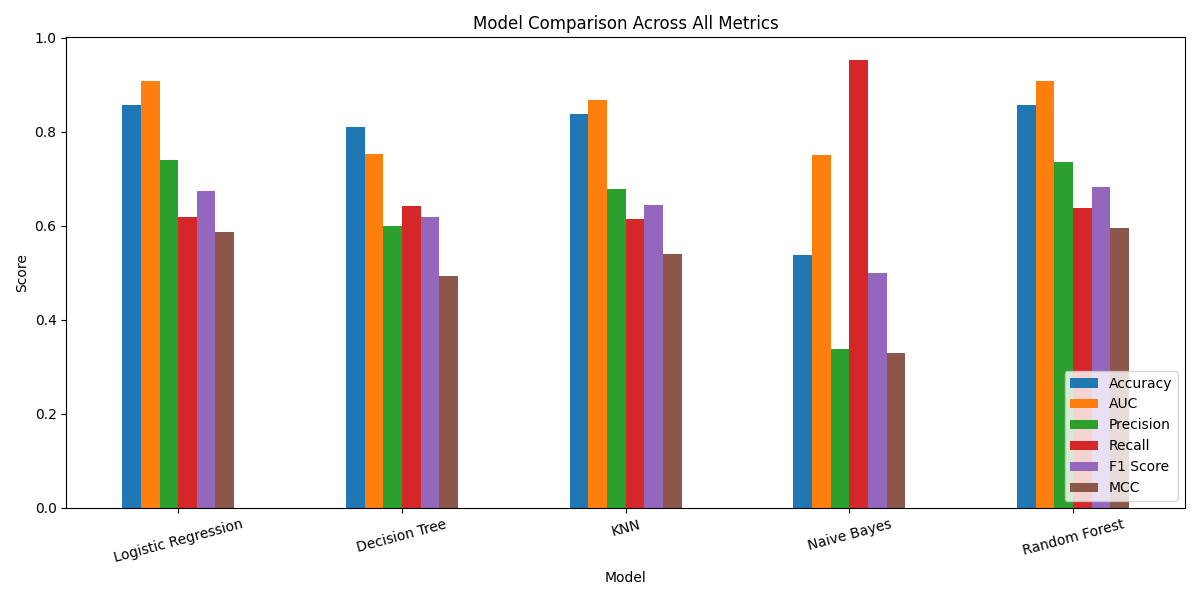 Model Comparison Across All Metrics
1.0
0.8
0.6
0.4
0.2
0.0
Score
Logistic Regression
Decision Tree
KNN
Naive Bayes
Random Forest
Model
Accuracy
AUC
Precision
Recall
F1 Score
MCC